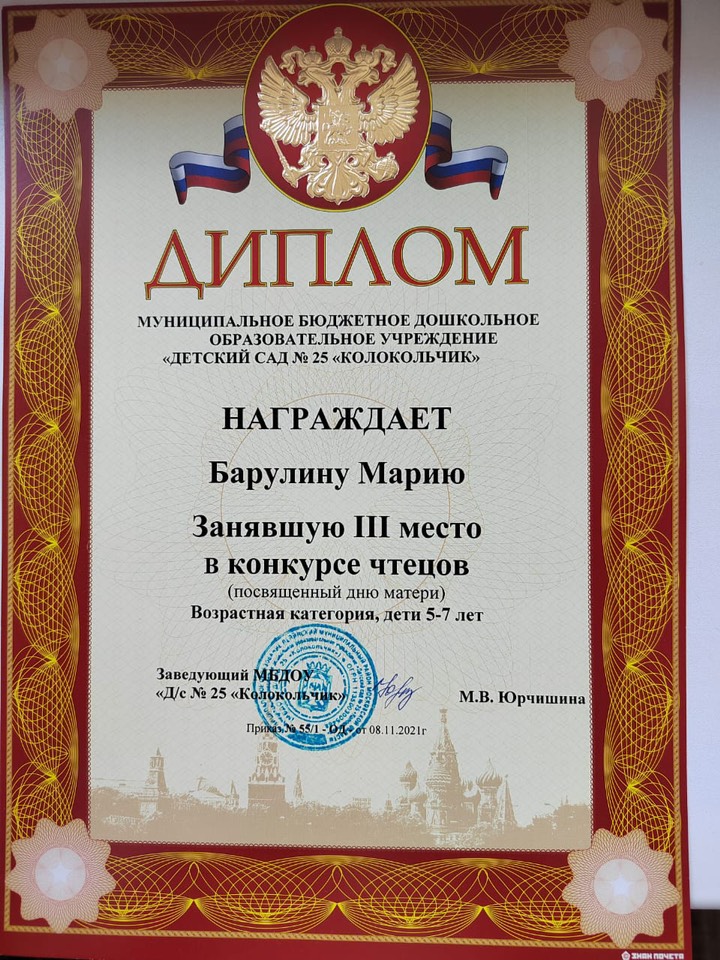 ДИПЛОМ
МУНИЦИПАЛЬНОЕ БЮДЖЕТНОЕ ДОШКОЛЬНОЕ
ОБРАЗОВАТЕЛЬНОЕ УЧРЕЖДЕНИЕ
«ДЕТСКИЙ САД № 25 «КОЛОКОЛЬЧИК»
НАГРАЖДАЕТ
Барулину Марию
Занявшую III место
в конкурсе чтецов
(посвященный дню матери)
Возрастная категория, дети 5-7 лет
Заведующий МБДОУ
«Д/с № 25 «Колокольчик»
М.В. Юрчишина
Приказ № 55/1 - ОД - от 08.11.2021г
ЗНАК ПОЧЕТА